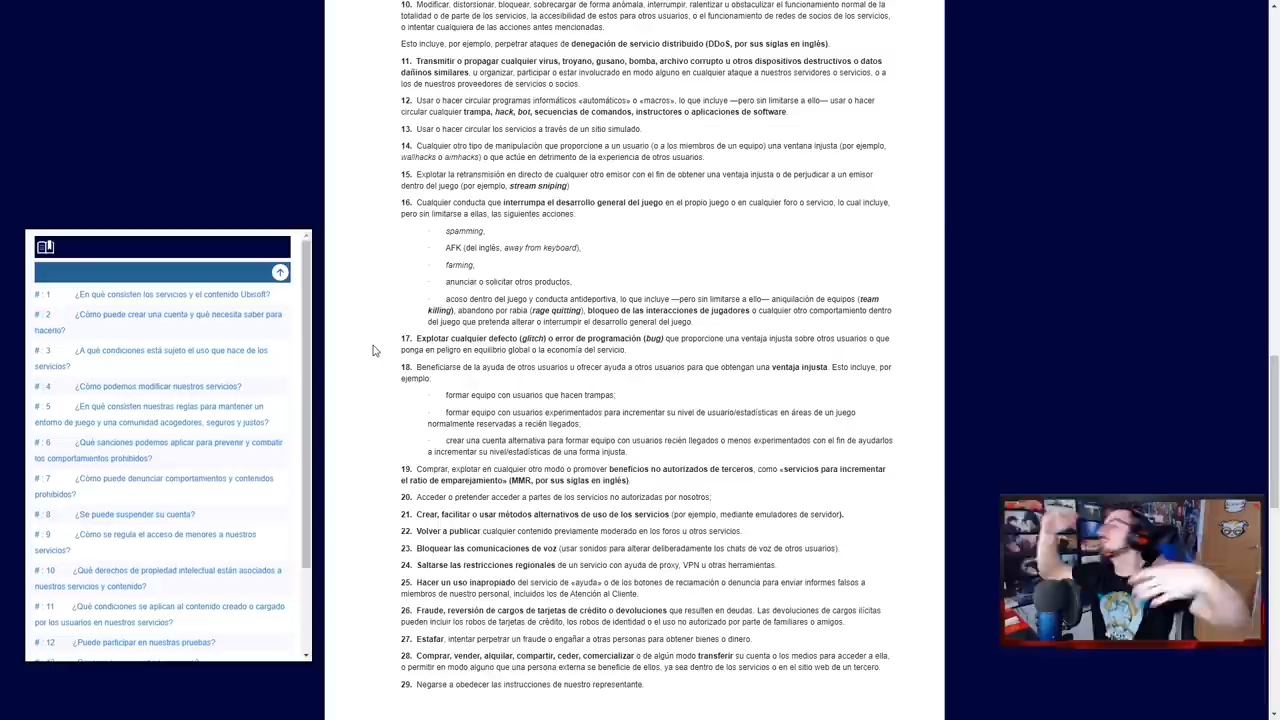 10. Modificar, distorsionar, bloquear, sobrecargar de forma anómala, interrumpir, ralentizar u obstaculizar el funcionamiento normal de la
totalidad o de parte de los servicios, la accesibilidad de estos para otros usuarios, o el funcionamiento de redes de socios de los servicios,
o intentar cualquiera de las acciones antes mencionadas.
Esto incluye, por ejemplo, perpetrar ataques de denegación de servicio distribuido (DDoS, por sus siglas en inglés).
11. Transmitir o propagar cualquier virus, troyano, gusano, bomba, archivo corrupto u otros dispositivos destructivos o datos
dañinos similares, u organizar, participar o estar involucrado en modo alguno en cualquier ataque a nuestros servidores o servicios, o a
los de nuestros proveedores de servicios o socios.
12. Usar o hacer circular programas informáticos «automáticos» o «macros», lo que incluye —pero sin limitarse a ello— usar o hacer
circular cualquier trampa, hack, bot, secuencias de comandos, instructores o aplicaciones de software.
13. Usar o hacer circular los servicios a través de un sitio simulado.
14. Cualquier otro tipo de manipulación que proporcione a un usuario (o a los miembros de un equipo) una ventana injusta (por ejemplo,
wallhacks o aimhacks) o que actúe en detrimento de la experiencia de otros usuarios.
15. Explotar la retransmisión en directo de cualquier otro emisor con el fin de obtener una ventaja injusta o de perjudicar a un emisor
dentro del juego (por ejemplo, stream sniping)
16. Cualquier conducta que interrumpa el desarrollo general del juego en el propio juego o en cualquier foro o servicio, lo cual incluye,
pero sin limitarse a ellas, las siguientes acciones:
· spamming,
· AFK (del inglés, away from keyboard),
· farming,
· anunciar o solicitar otros productos,
· acoso dentro del juego y conducta antideportiva, lo que incluye —pero sin limitarse a ello— aniquilación de equipos (team
killing), abandono por rabia (rage quitting), bloqueo de las interacciones de jugadores o cualquier otro comportamiento dentro
del juego que pretenda alterar o interrumpir el desarrollo general del juego.
17. Explotar cualquier defecto (glitch) o error de programación (bug) que proporcione una ventaja injusta sobre otros usuarios o que
ponga en peligro en equilibrio global o la economía del servicio.
18. Beneficiarse de la ayuda de otros usuarios u ofrecer ayuda a otros usuarios para que obtengan una ventaja injusta. Esto incluye, por
ejemplo:
· formar equipo con usuarios que hacen trampas;
· formar equipo con usuarios experimentados para incrementar su nivel de usuario/estadísticas en áreas de un juego
normalmente reservadas a recién llegados;
· crear una cuenta alternativa para formar equipo con usuarios recién llegados o menos experimentados con el fin de ayudarlos
a incrementar su nivel/estadísticas de una forma injusta.
19. Comprar, explotar en cualquier otro modo o promover beneficios no autorizados de terceros, como «servicios para incrementar
el ratio de emparejamiento» (MMR, por sus siglas en inglés).
20. Acceder o pretender acceder a partes de los servicios no autorizadas por nosotros;
21. Crear, facilitar o usar métodos alternativos de uso de los servicios (por ejemplo, mediante emuladores de servidor).
22. Volver a publicar cualquier contenido previamente moderado en los foros u otros servicios.
23. Bloquear las comunicaciones de voz (usar sonidos para alterar deliberadamente los chats de voz de otros usuarios).
24. Saltarse las restricciones regionales de un servicio con ayuda de proxy, VPN u otras herramientas.
25. Hacer un uso inapropiado del servicio de «ayuda» o de los botones de reclamación o denuncia para enviar informes falsos a
miembros de nuestro personal, incluidos los de Atención al Cliente.
26. Fraude, reversión de cargos de tarjetas de crédito o devoluciones que resulten en deudas. Las devoluciones de cargos ilícitas
pueden incluir los robos de tarjetas de crédito, los robos de identidad o el uso no autorizado por parte de familiares o amigos.
27. Estafar, intentar perpetrar un fraude o engañar a otras personas para obtener bienes o dinero.
28. Comprar, vender, alquilar, compartir, ceder, comercializar o de algún modo transferir su cuenta o los medios para acceder a ella,
o permitir en modo alguno que una persona externa se beneficie de ellos, ya sea dentro de los servicios o en el sitio web de un tercero.
29. Negarse a obedecer las instrucciones de nuestro representante.
# : 1 ¿En qué consisten los servicios y el contenido Ubisoft?
# : 2 ¿Cómo puede crear una cuenta y qué necesita saber para
hacerlo?
# : 3 ¿A qué condiciones está sujeto el uso que hace de los
servicios?
# : 4 ¿Cómo podemos modificar nuestros servicios?
# : 5 ¿En qué consisten nuestras reglas para mantener un
entorno de juego y una comunidad acogedores, seguros y justos?
# : 6 ¿Qué sanciones podemos aplicar para prevenir y combatir
los comportamientos prohibidos?
# : 7 ¿Cómo puede denunciar comportamientos y contenidos
prohibidos?
# : 8 ¿Se puede suspender su cuenta?
# : 9 ¿Cómo se regula el acceso de menores a nuestros
servicios?
# : 10 ¿Qué derechos de propiedad intelectual están asociados a
nuestros servicios y contenido?
# : 11 ¿Qué condiciones se aplican al contenido creado o cargado
por los usuarios en nuestros servicios?
# : 12 ¿Puede participar en nuestras pruebas?